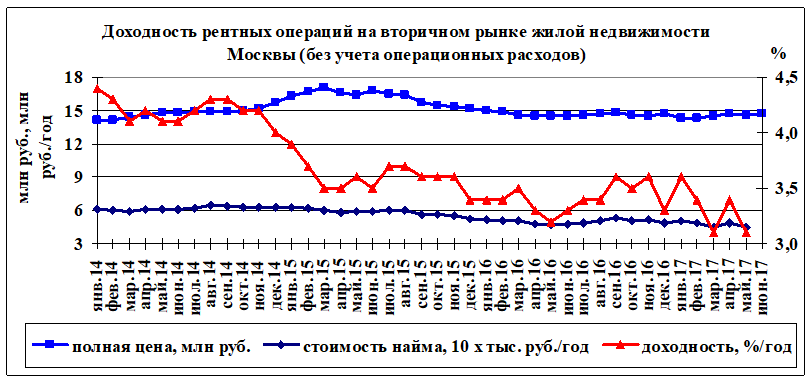 Доходность рентных операций на вторичном рынке жилой недвижимости
Москвы (без учета операционных расходов)
%
млн руб., млн
руб./год
18
15
12
9
6
3
4,5
4,0
3,5
3,0
янв.14
фев.14
мар.14
апр.14
май.14
июн.14
июл.14
авг.14
сен.14
окт.14
ноя.14
дек.14
янв.15
фев.15
мар.15
апр.15
май.15
июн.15
июл.15
авг.15
сен.15
окт.15
ноя.15
дек.15
янв.16
фев.16
мар.16
апр.16
май.16
июн.16
июл.16
авг.16
сен.16
окт.16
ноя.16
дек.16
янв.17
фев.17
мар.17
апр.17
май.17
июн.17
полная цена, млн руб.
стоимость найма, 10 х тыс. руб./год
доходность, %/год